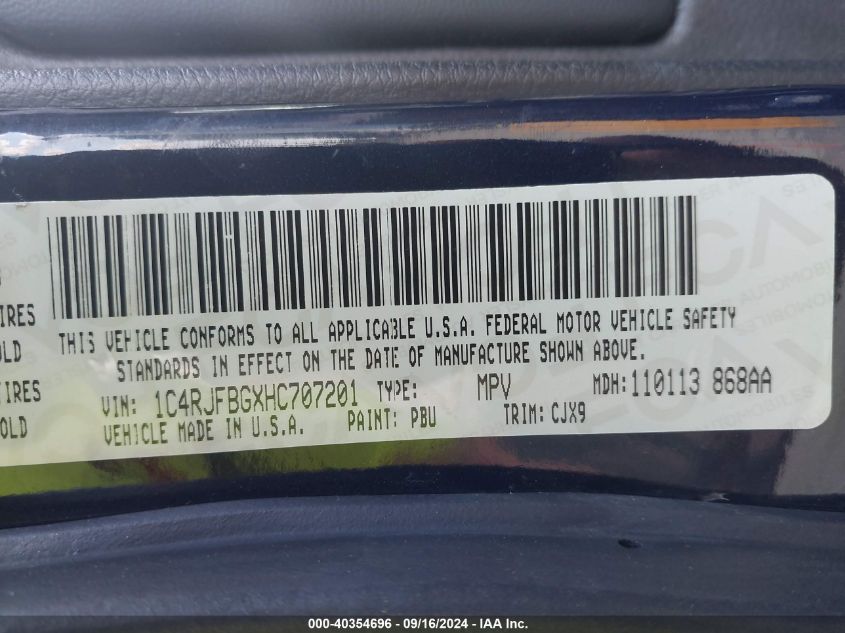 THIS VEHICLE CONFORMS TO ALL APPLICABLE U.S.A. FEDERAL MOTOR VEHICLE SAFETY
STANDARDS IN EFFECT ON THE DATE OF MANUFACTURE SHOWN ABOVE.
IRES
OLD
IRES
OLD
VIN: 1C4RJFBGXHC707201 TYPE: MPV MDH:110113 868AA
VEHICLE MADE IN U.S.A. PAINT: PBU TRIM:CJX9
000-40354696 - 09/16/2024 - IAA Inc.